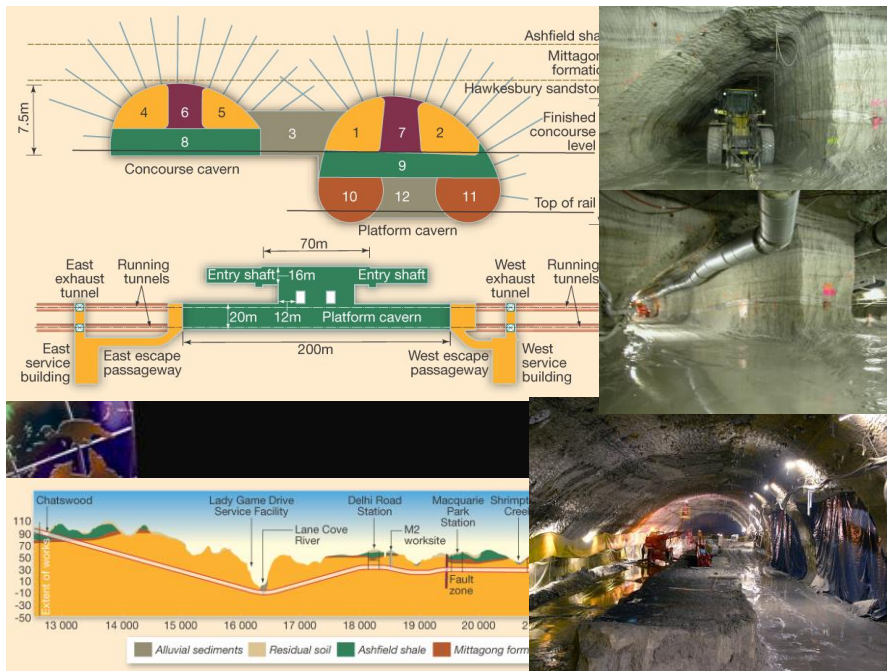 Ashfield sha
Mittagong
formatic
Hawkesbury sandston
Finished
concourse
level
Top of rail
7.5m
4
6
5
8
3
1
7
2
9
10
12
11
Concourse cavern
Platform cavern
70m
East
exhaust
tunnel
Running
tunnels
Entry shaft
16m
Entry shaft
West
exhaust
tunnel
Running
tunnels
20m
12m
Platform cavern
200m
East
service
building
East escape
passageway
West escape
passageway
West
service
building
Chatswood
Lady Game Drive
Service Facility
Lane Cove
River
Delhi Road
Station
M2
worksite
Macquarie
Park
Station
Shrimpt
Creel
Fault
zone
Extent of works
110
90
70
50
30
10
-10
-30
-50
13 000
14 000
15 000
16 000
17 000
18 000
19 000
20 000
2
Alluvial sediments
Residual soil
Ashfield shale
Mittagong form